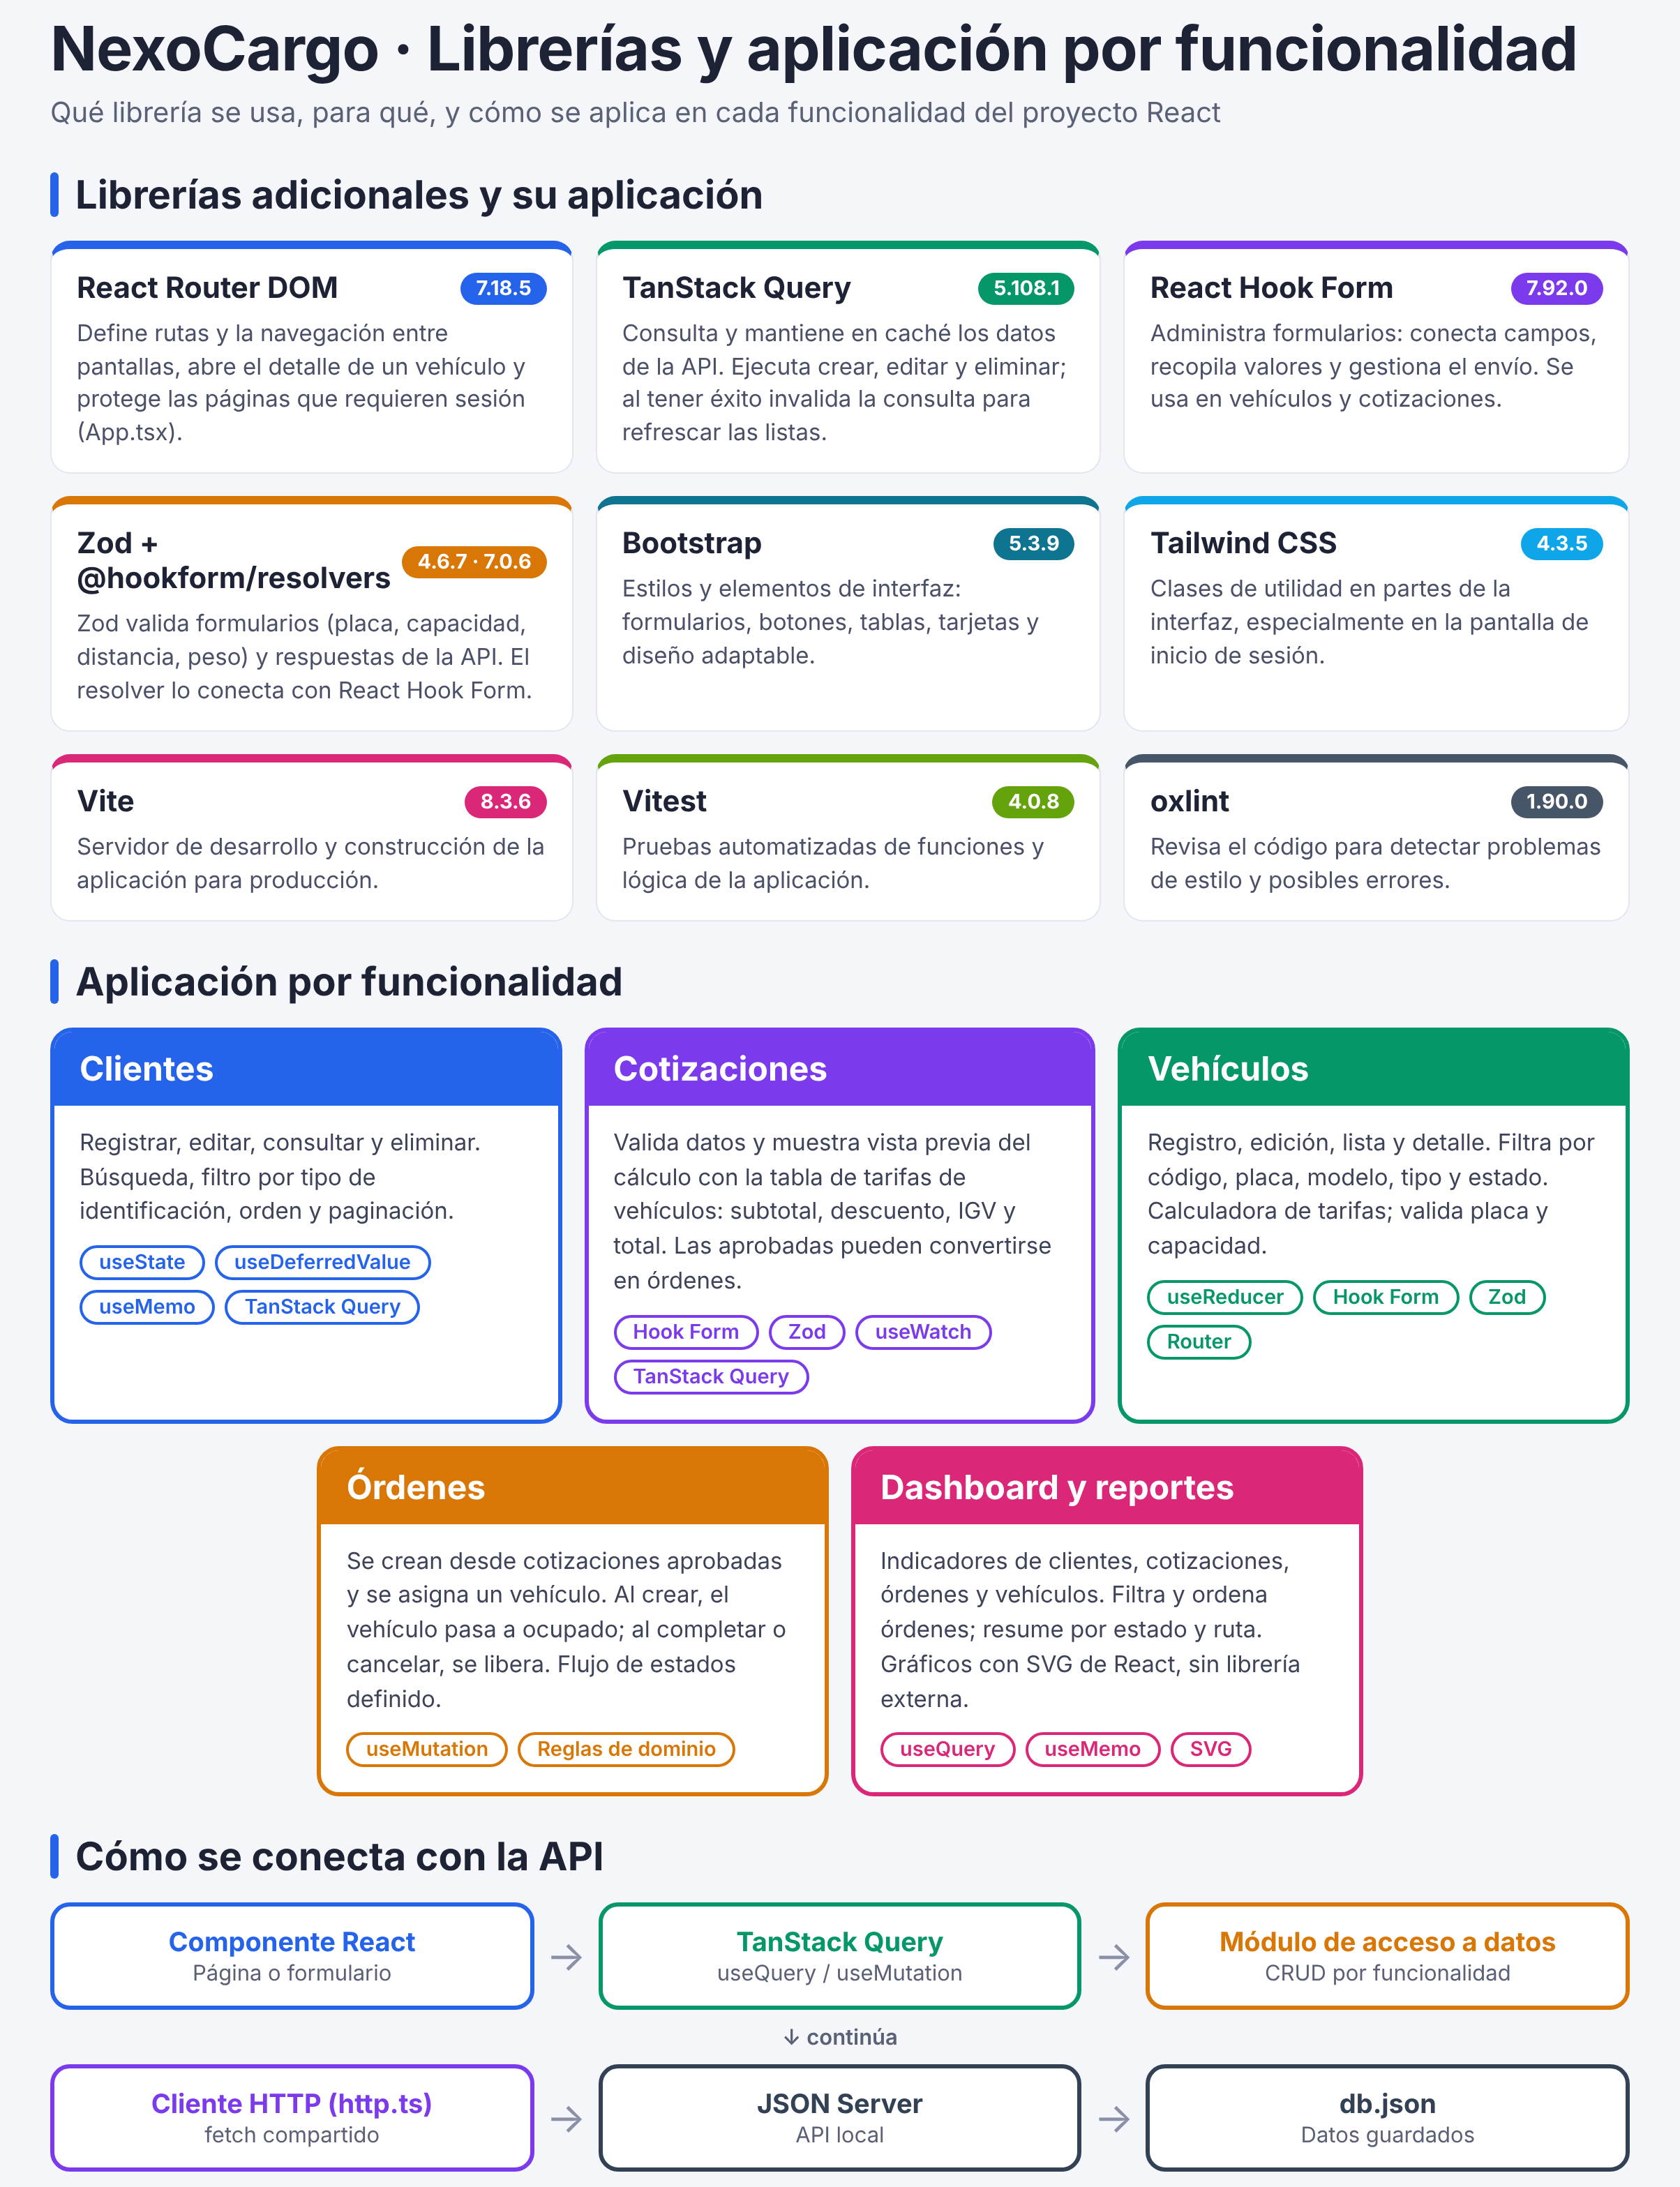 NexoCargo · Librerías y aplicación por funcionalidad
Qué librería se usa, para qué, y cómo se aplica en cada funcionalidad del proyecto React
Librerías adicionales y su aplicación
React Router DOM
7.18.5
Define rutas y la navegación entre
pantallas, abre el detalle de un vehículo y
protege las páginas que requieren sesión
(App.tsx).
TanStack Query
5.108.1
Consulta y mantiene en caché los datos
de la API. Ejecuta crear, editar y eliminar;
al tener éxito invalida la consulta para
refrescar las listas.
React Hook Form
7.92.0
Administra formularios: conecta campos,
recopila valores y gestiona el envío. Se
usa en vehículos y cotizaciones.
Zod +
@hookform/resolvers
4.6.7 · 7.0.6
Zod valida formularios (placa, capacidad,
distancia, peso) y respuestas de la API. El
resolver lo conecta con React Hook Form.
Bootstrap
5.3.9
Estilos y elementos de interfaz:
formularios, botones, tablas, tarjetas y
diseño adaptable.
Tailwind CSS
4.3.5
Clases de utilidad en partes de la
interfaz, especialmente en la pantalla de
inicio de sesión.
Vite
8.3.6
Servidor de desarrollo y construcción de la
aplicación para producción.
Vitest
4.0.8
Pruebas automatizadas de funciones y
lógica de la aplicación.
oxlint
1.90.0
Revisa el código para detectar problemas
de estilo y posibles errores.
Aplicación por funcionalidad
Clientes
Registrar, editar, consultar y eliminar.
Búsqueda, filtro por tipo de
identificación, orden y paginación.
useState useDeferredValue
useMemo TanStack Query
Cotizaciones
Valida datos y muestra vista previa del
cálculo con la tabla de tarifas de
vehículos: subtotal, descuento, IGV y
total. Las aprobadas pueden convertirse
en órdenes.
Hook Form Zod useWatch
TanStack Query
Vehículos
Registro, edición, lista y detalle. Filtra por
código, placa, modelo, tipo y estado.
Calculadora de tarifas; valida placa y
capacidad.
useReducer Hook Form Zod
Router
Órdenes
Se crean desde cotizaciones aprobadas
y se asigna un vehículo. Al crear, el
vehículo pasa a ocupado; al completar o
cancelar, se libera. Flujo de estados
definido.
useMutation Reglas de dominio
Dashboard y reportes
Indicadores de clientes, cotizaciones,
órdenes y vehículos. Filtra y ordena
órdenes; resume por estado y ruta.
Gráficos con SVG de React, sin librería
externa.
useQuery useMemo SVG
Cómo se conecta con la API
Componente React
Página o formulario
→
TanStack Query
useQuery / useMutation
→
Módulo de acceso a datos
CRUD por funcionalidad
↓ continúa
Cliente HTTP (http.ts)
fetch compartido
→
JSON Server
API local
→
db.json
Datos guardados